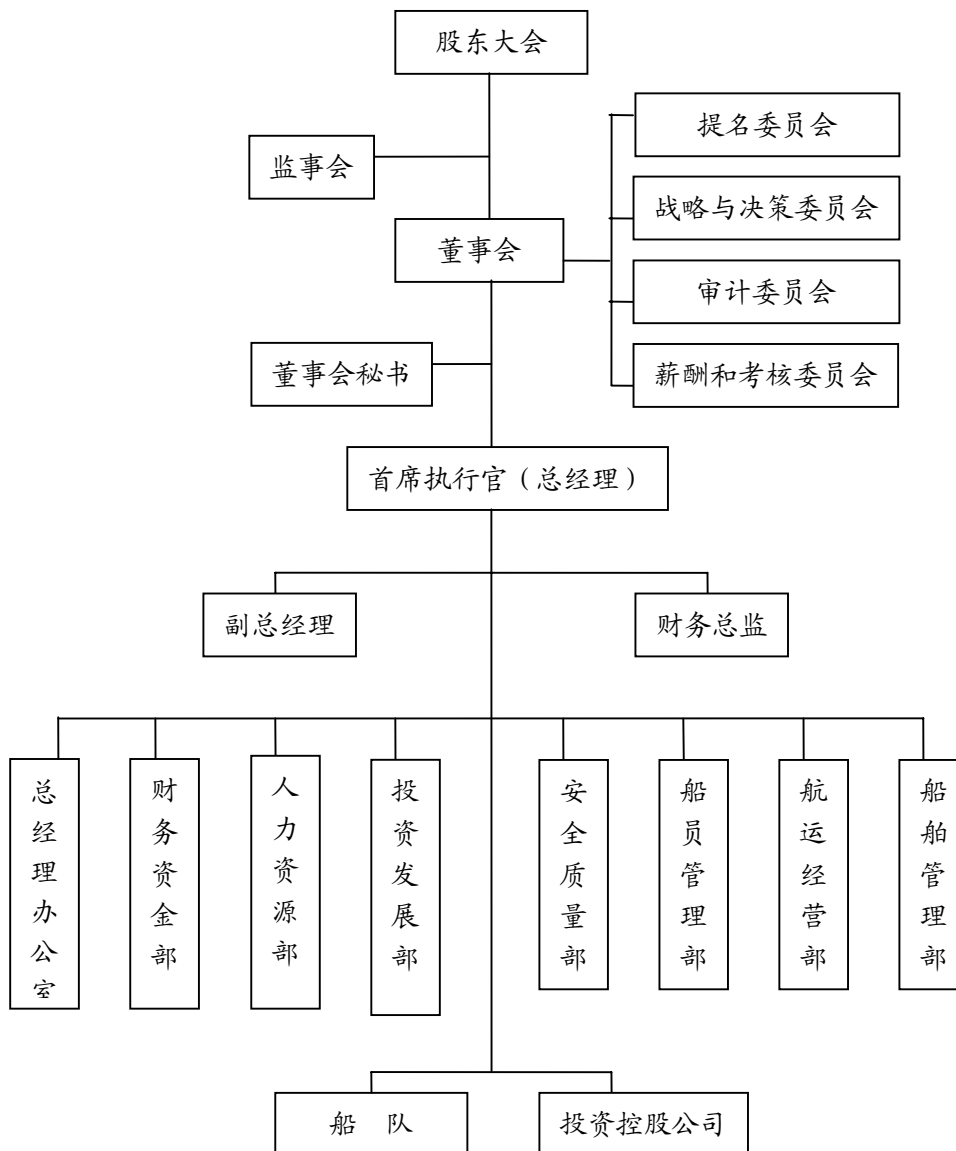 股东大会
提名委员会
监事会
战略与决策委员会
董事会
审计委员会
董事会秘书
薪酬和考核委员会
首席执行官（总经理）
副总经理
财务总监
总经理办公室
财务资金部
人力资源部
投资发展部
安全质量部
船员管理部
航运经营部
船舶管理部
船 队
投资控股公司